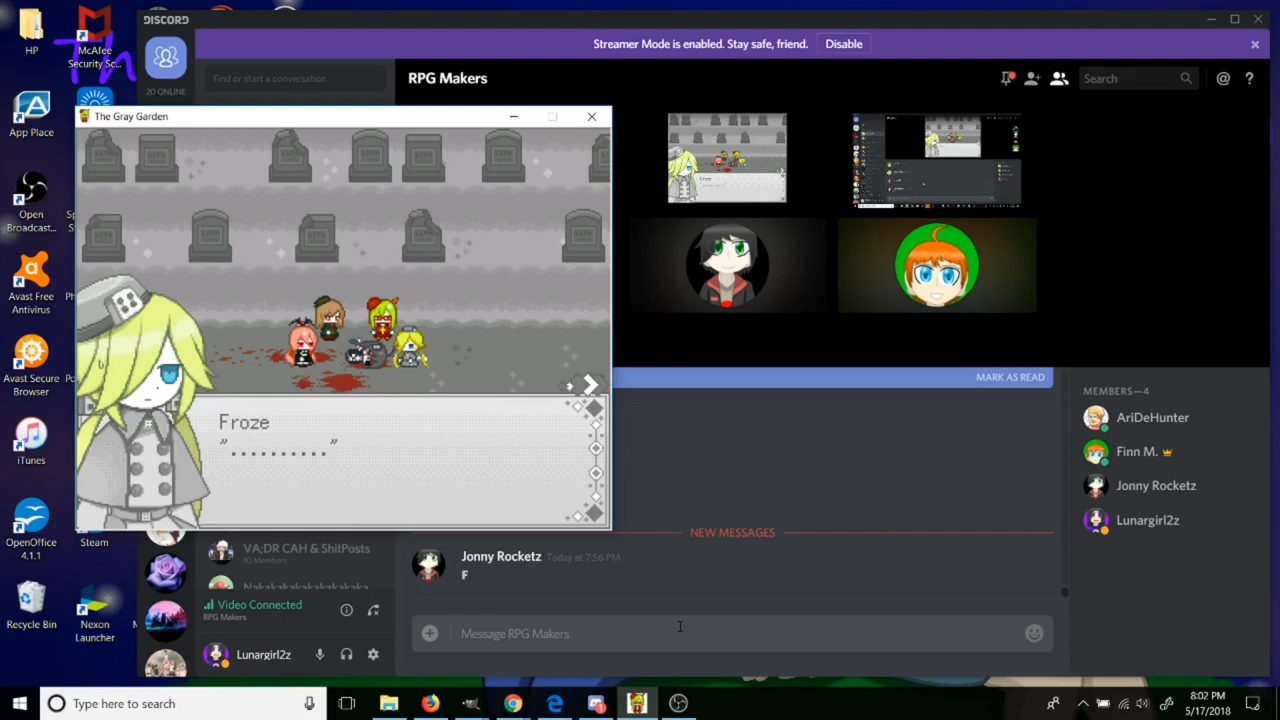 HP
McAfee
Security Sc...
App Place
Open
Broadcast...
Avast Free
Antivirus
Avast Secure
Browser
iTunes
OpenOffice
4.1.1
Steam
Recycle Bin
Nexon
Launcher
DISCORD
Streamer Mode is enabled. Stay safe, friend.
Disable
20 ONLINE
Find or start a conversation
RPG Makers
Search
The Gray Garden
Froze
" .......... "
MARK AS READ
NEW MESSAGES
Jonny Rocketz Today at 7:56 PM
F
VA;DR CAH & ShitPosts
10 Members
Nakakakakakakakaka
Video Connected
RPG Makers
Lunargirl2z
Message RPG Makers
MEMBERS—4
AriDeHunter
Finn M.
Jonny Rocketz
Lunargirl2z
Type here to search
8:02 PM
5/17/2018